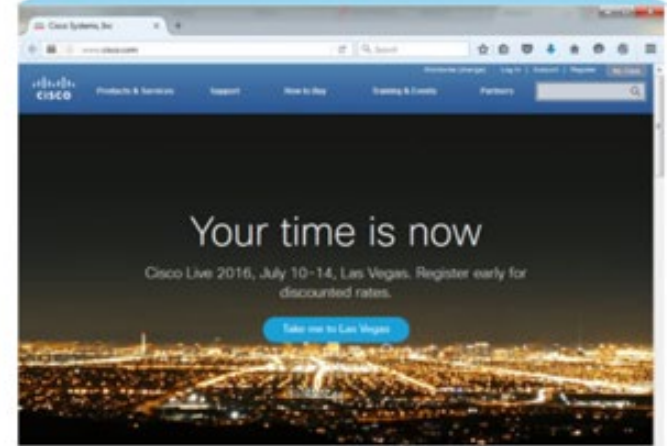 Cisco Systems, Inc
www.cisco.com
Search
Worldwide [change] Log In | Account | Register My Cisco
CISCO
Products & Services Support How to Buy Training & Events Partners
Your time is now
Cisco Live 2016, July 10-14, Las Vegas. Register early for
discounted rates.
Take me to Las Vegas